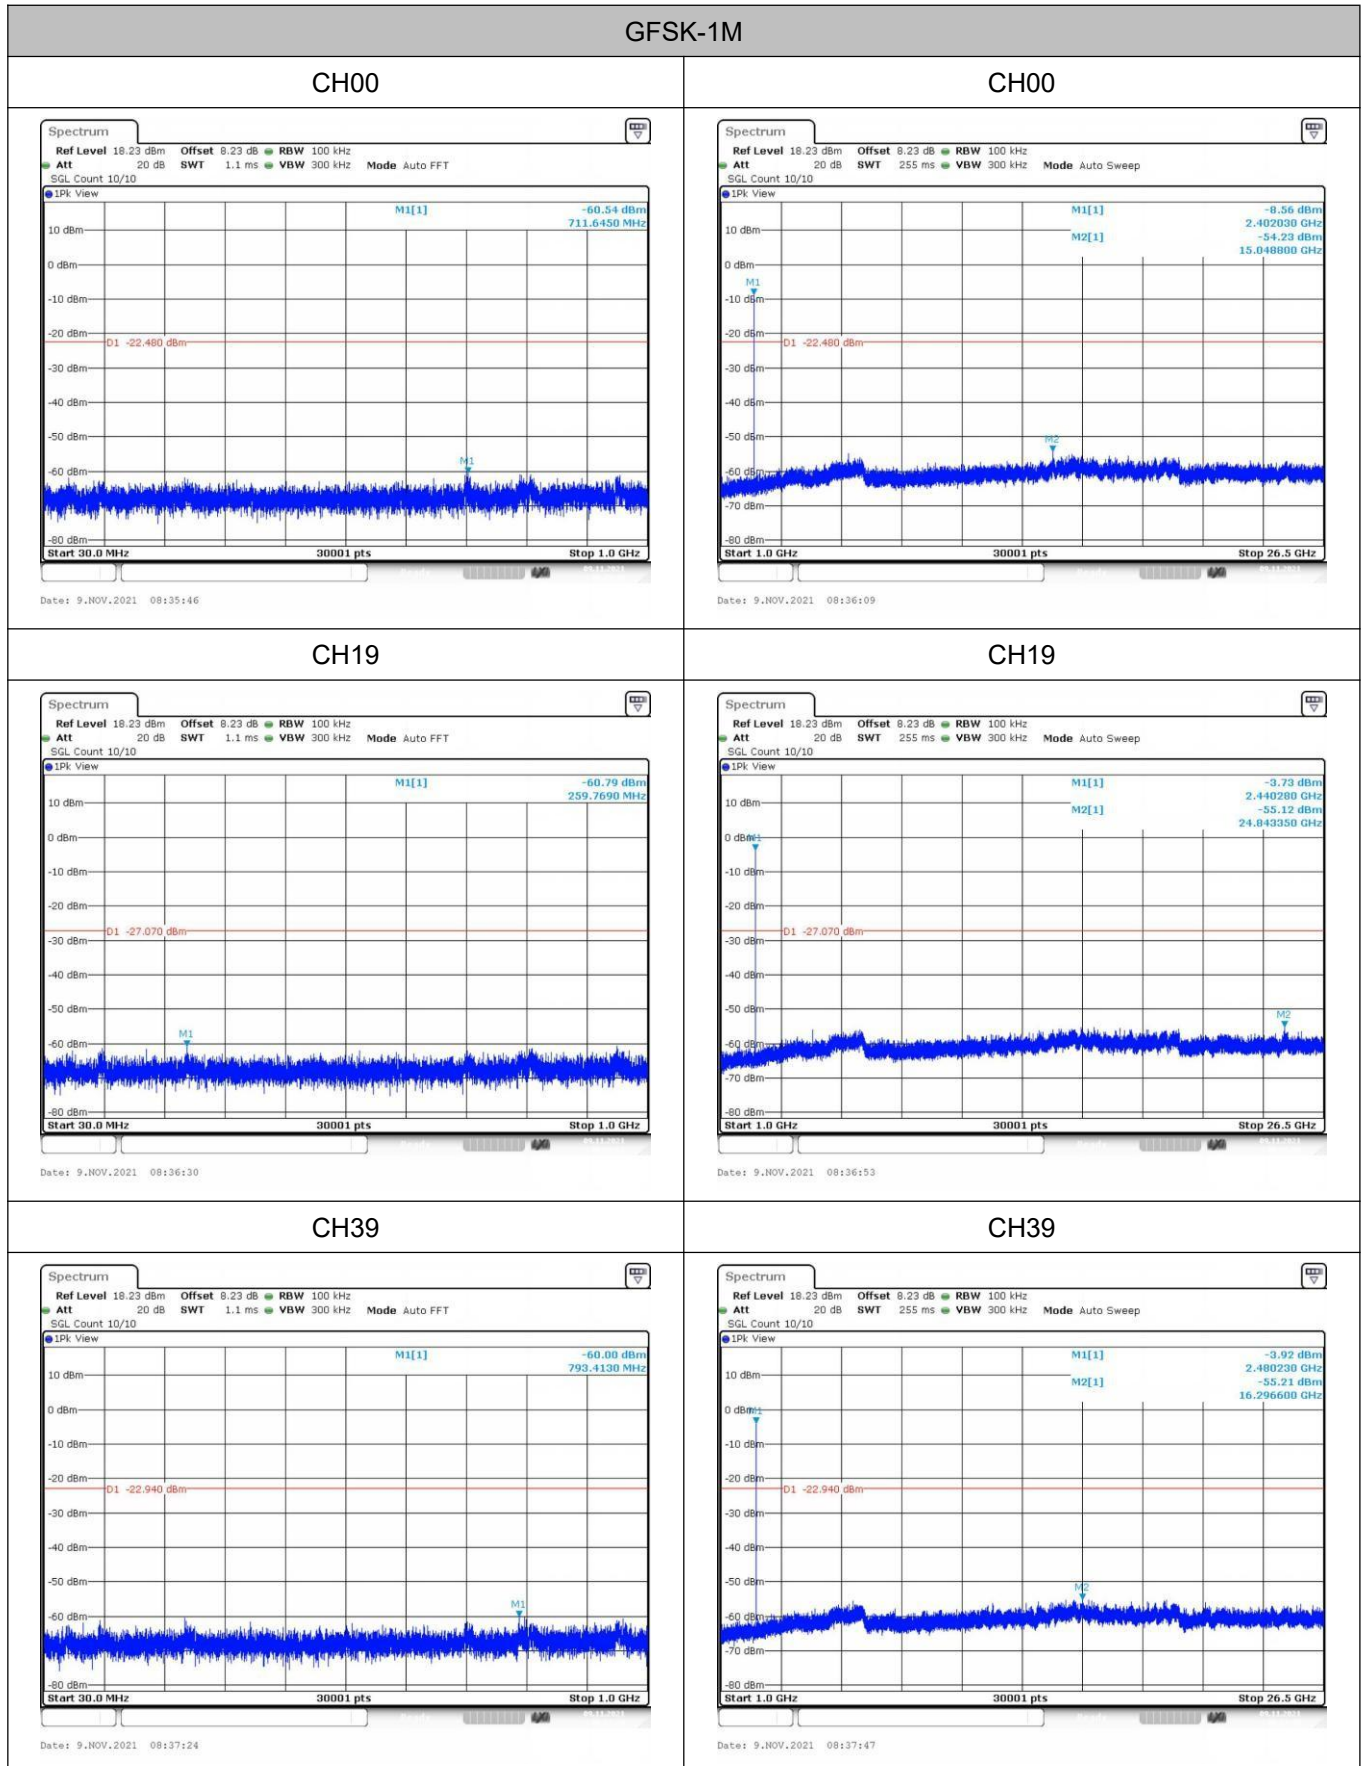 GFSK-1M
CH00
CH00
Spectrum
Ref Level 18.23 dBm Offset 8.23 dB RBW 100 kHz
Att 20 dB SWT 1.1 ms VBW 300 kHz Mode Auto FFT
SGL Count 10/10
1Pk View
M1[1] -60.54 dBm
711.6450 MHz
10 dBm
0 dBm
-10 dBm
-20 dBm
D1 -22.480 dBm
-30 dBm
-40 dBm
-50 dBm
M1
-60 dBm
-70 dBm
-80 dBm
Start 30.0 MHz 30001 pts Stop 1.0 GHz
Date: 9.NOV.2021 08:35:46
Spectrum
Ref Level 18.23 dBm Offset 8.23 dB RBW 100 kHz
Att 20 dB SWT 255 ms VBW 300 kHz Mode Auto Sweep
SGL Count 10/10
1Pk View
M1[1] -8.56 dBm
2.402030 GHz
10 dBm
M2[1] -54.23 dBm
15.048800 GHz
0 dBm
M1
-10 dBm
-20 dBm
D1 -22.480 dBm
-30 dBm
-40 dBm
-50 dBm
M2
-60 dBm
-70 dBm
-80 dBm
Start 1.0 GHz 30001 pts Stop 26.5 GHz
Date: 9.NOV.2021 08:36:09
CH19
CH19
Spectrum
Ref Level 18.23 dBm Offset 8.23 dB RBW 100 kHz
Att 20 dB SWT 1.1 ms VBW 300 kHz Mode Auto FFT
SGL Count 10/10
1Pk View
M1[1] -60.79 dBm
259.7690 MHz
10 dBm
0 dBm
-10 dBm
-20 dBm
D1 -27.070 dBm
-30 dBm
-40 dBm
-50 dBm
M1
-60 dBm
-70 dBm
-80 dBm
Start 30.0 MHz 30001 pts Stop 1.0 GHz
Date: 9.NOV.2021 08:36:30
Spectrum
Ref Level 18.23 dBm Offset 8.23 dB RBW 100 kHz
Att 20 dB SWT 255 ms VBW 300 kHz Mode Auto Sweep
SGL Count 10/10
1Pk View
M1[1] -3.73 dBm
2.440280 GHz
10 dBm
M2[1] -55.12 dBm
24.843350 GHz
0 dBm M1
-10 dBm
-20 dBm
D1 -27.070 dBm
-30 dBm
-40 dBm
-50 dBm
M2
-60 dBm
-70 dBm
-80 dBm
Start 1.0 GHz 30001 pts Stop 26.5 GHz
Date: 9.NOV.2021 08:36:53
CH39
CH39
Spectrum
Ref Level 18.23 dBm Offset 8.23 dB RBW 100 kHz
Att 20 dB SWT 1.1 ms VBW 300 kHz Mode Auto FFT
SGL Count 10/10
1Pk View
M1[1] -60.00 dBm
793.4130 MHz
10 dBm
0 dBm
-10 dBm
-20 dBm
D1 -22.940 dBm
-30 dBm
-40 dBm
-50 dBm
M1
-60 dBm
-70 dBm
-80 dBm
Start 30.0 MHz 30001 pts Stop 1.0 GHz
Date: 9.NOV.2021 08:37:24
Spectrum
Ref Level 18.23 dBm Offset 8.23 dB RBW 100 kHz
Att 20 dB SWT 255 ms VBW 300 kHz Mode Auto Sweep
SGL Count 10/10
1Pk View
M1[1] -3.92 dBm
2.480230 GHz
10 dBm
M2[1] -55.21 dBm
16.296600 GHz
0 dBm M1
-10 dBm
-20 dBm
D1 -22.940 dBm
-30 dBm
-40 dBm
-50 dBm
M2
-60 dBm
-70 dBm
-80 dBm
Start 1.0 GHz 30001 pts Stop 26.5 GHz
Date: 9.NOV.2021 08:37:47